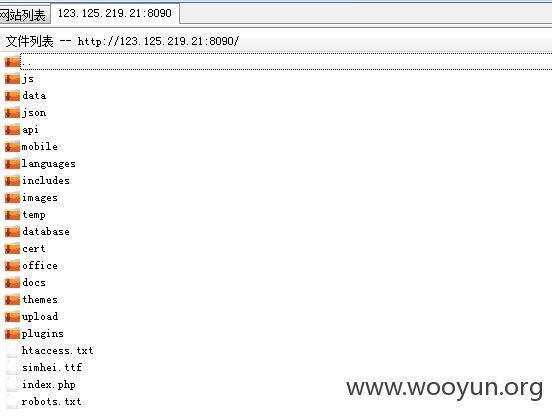 网站列表 123.125.219.21:8090
文件列表 -- http://123.125.219.21:8090/
..
js
data
json
api
mobile
languages
includes
images
temp
database
cert
office
docs
themes
upload
plugins
htaccess.txt
simhei.ttf
index.php
robots.txt
www.wooyun.org